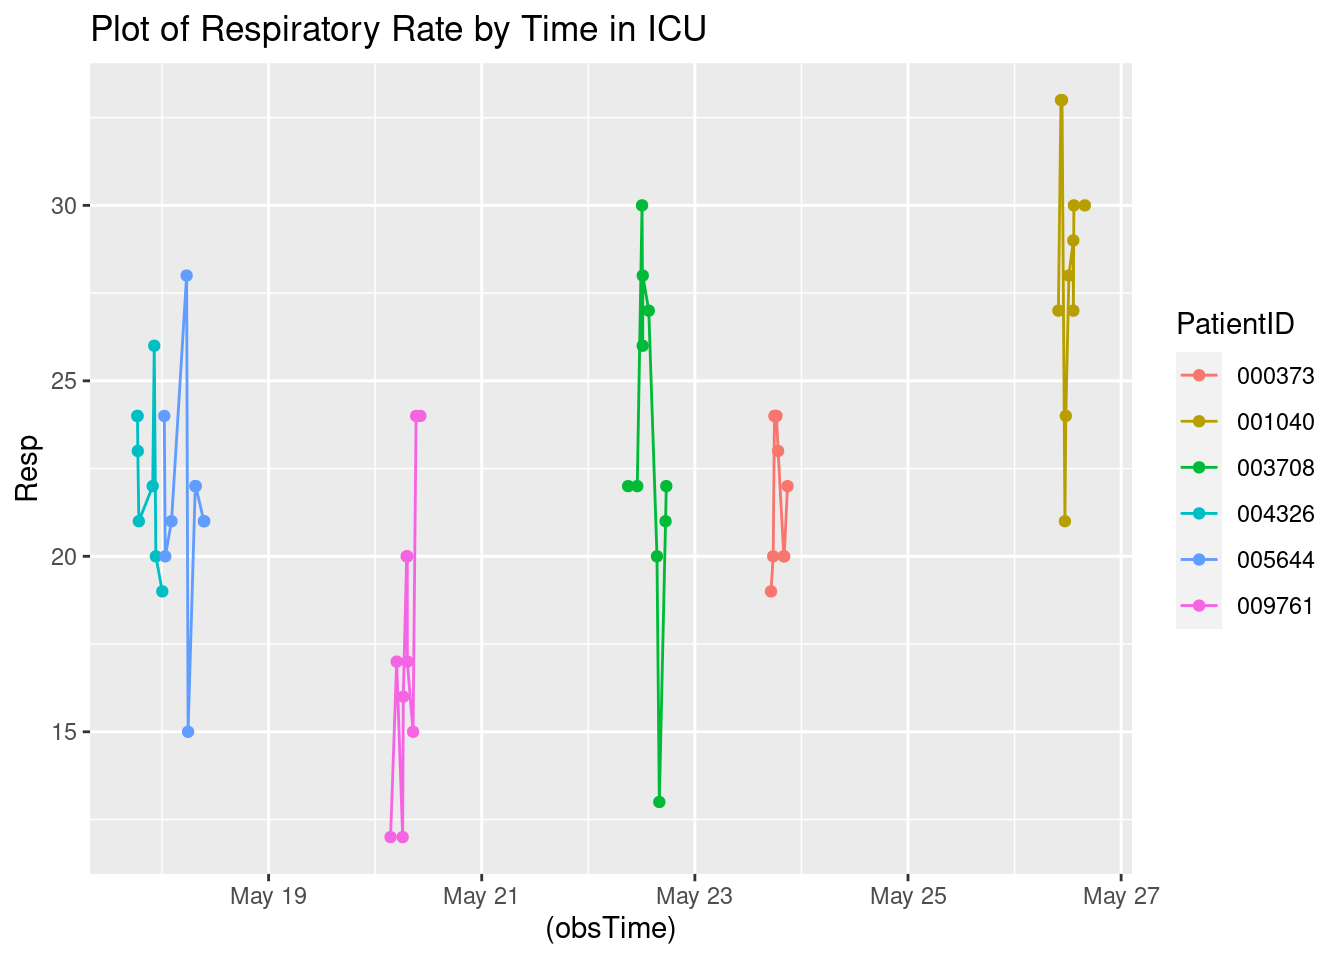 Plot of Respiratory Rate by Time in ICU
30
25
20
15
Resp
May 19
May 21
May 23
May 25
May 27
(obsTime)
PatientID
000373
001040
003708
004326
005644
009761